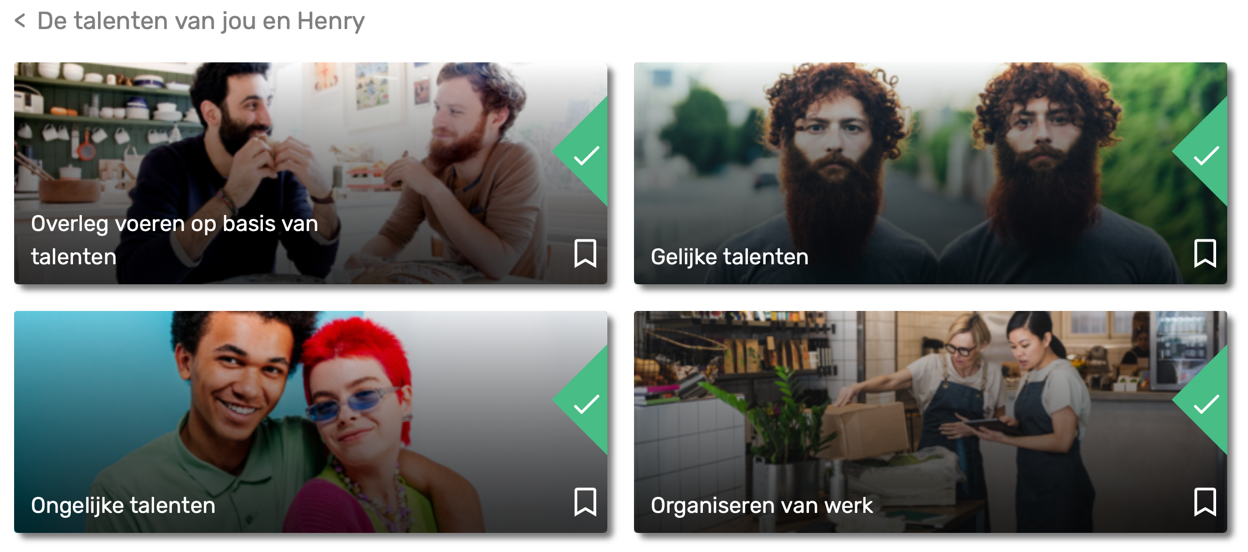 < De talenten van jou en Henry
Overleg voeren op basis van
talenten
Gelijke talenten
Ongelijke talenten
Organiseren van werk